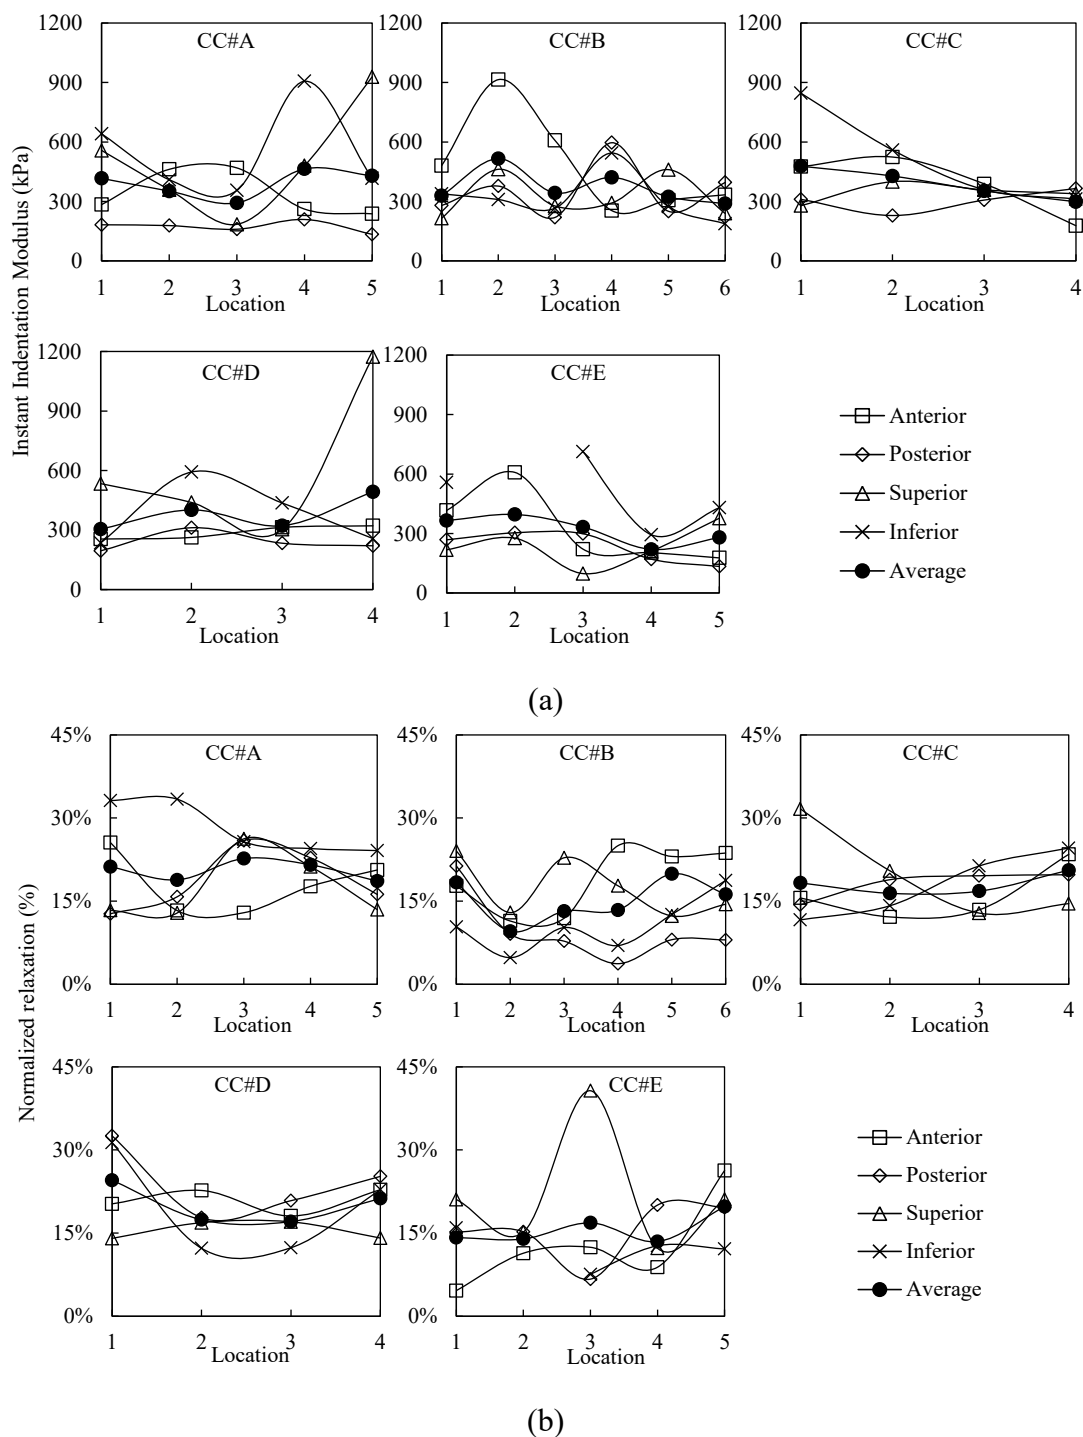 Instant Indentation Modulus (kPa)
1200 1200 1200
CC#A CC#B CC#C
900 900 900
600 600 600
300 300 300
0 0 0
1 2 3 4 5 1 2 3 4 5 6 1 2 3 4
Location Location Location
1200 1200
CC#D CC#E
900 900
600 600
300 300
0 0
1 2 3 4 1 2 3 4 5
Location Location
Anterior
Posterior
Superior
Inferior
Average
(a)
Normalized relaxation (%)
45% 45% 45%
CC#A CC#B CC#C
30% 30% 30%
15% 15% 15%
0% 0% 0%
1 2 3 4 5 1 2 3 4 5 6 1 2 3 4
Location Location Location
45% 45%
CC#D CC#E
30% 30%
15% 15%
0% 0%
1 2 3 4 1 2 3 4 5
Location Location
Anterior
Posterior
Superior
Inferior
Average
(b)